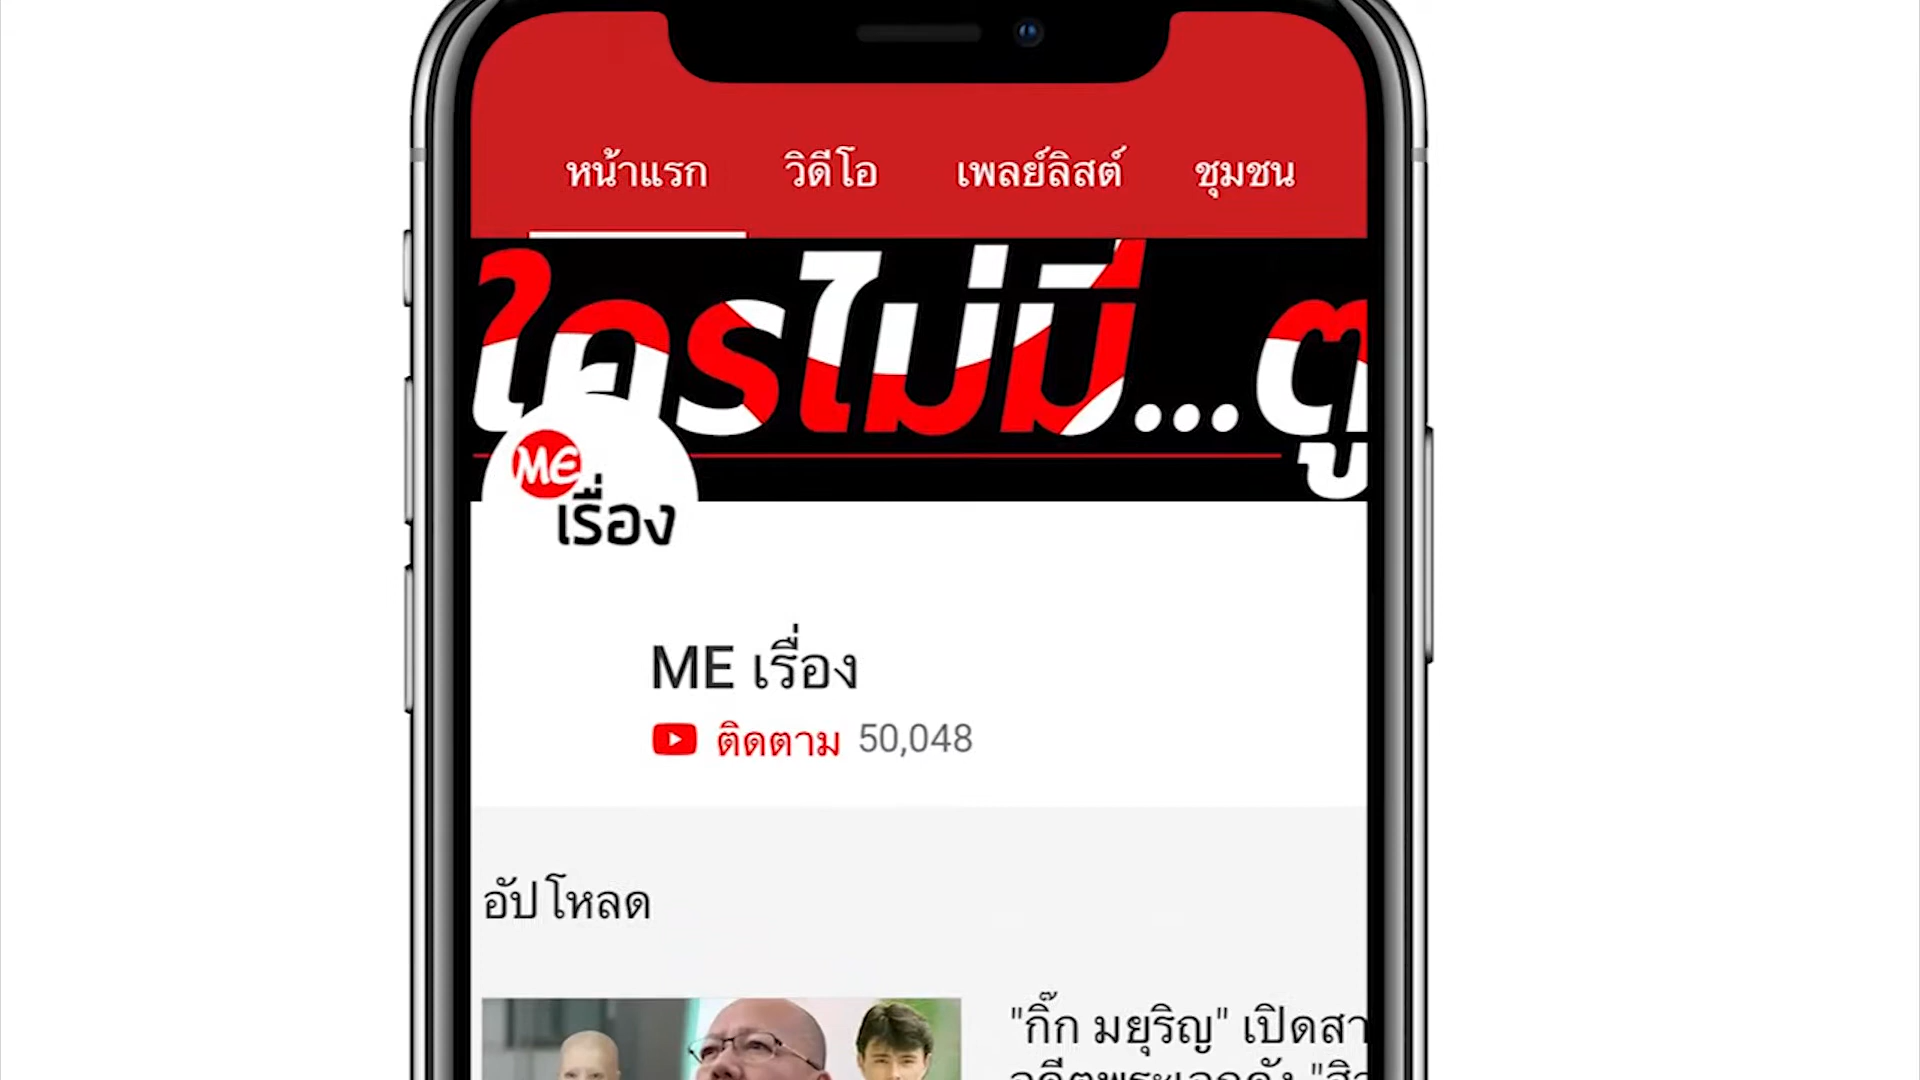 หน้าแรก วิดีโอ เพลย์ลิสต์ ชุมชน
ใครไม่มี...ตู
ME
เรื่อง
ME เรื่อง
ติดตาม 50,048
อัปโหลด
"กิ๊ก มยุริญ" เปิดสา